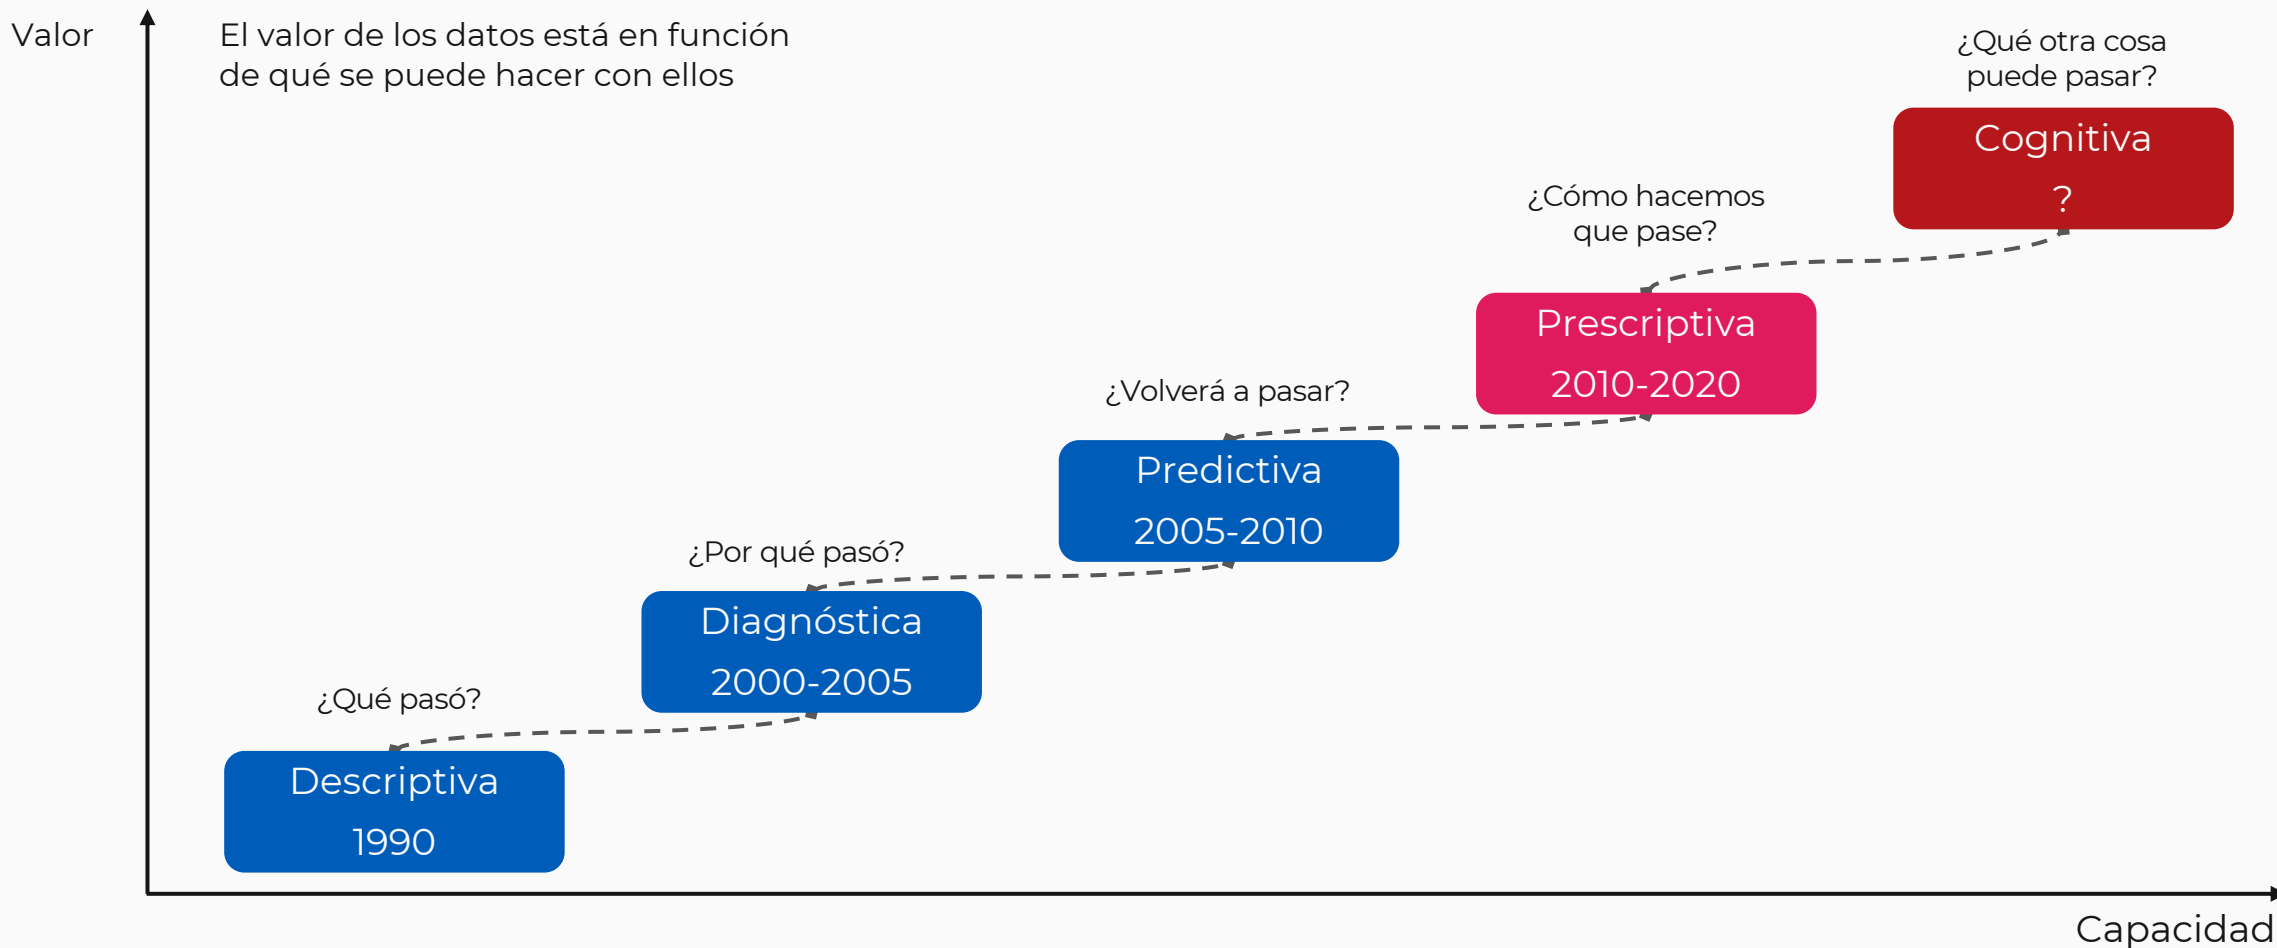 Valor
El valor de los datos está en función
de qué se puede hacer con ellos
¿Qué otra cosa
puede pasar?
Cognitiva
?
¿Cómo hacemos
que pase?
Prescriptiva
2010-2020
¿Volverá a pasar?
Predictiva
2005-2010
¿Por qué pasó?
Diagnóstica
2000-2005
¿Qué pasó?
Descriptiva
1990
Capacidad